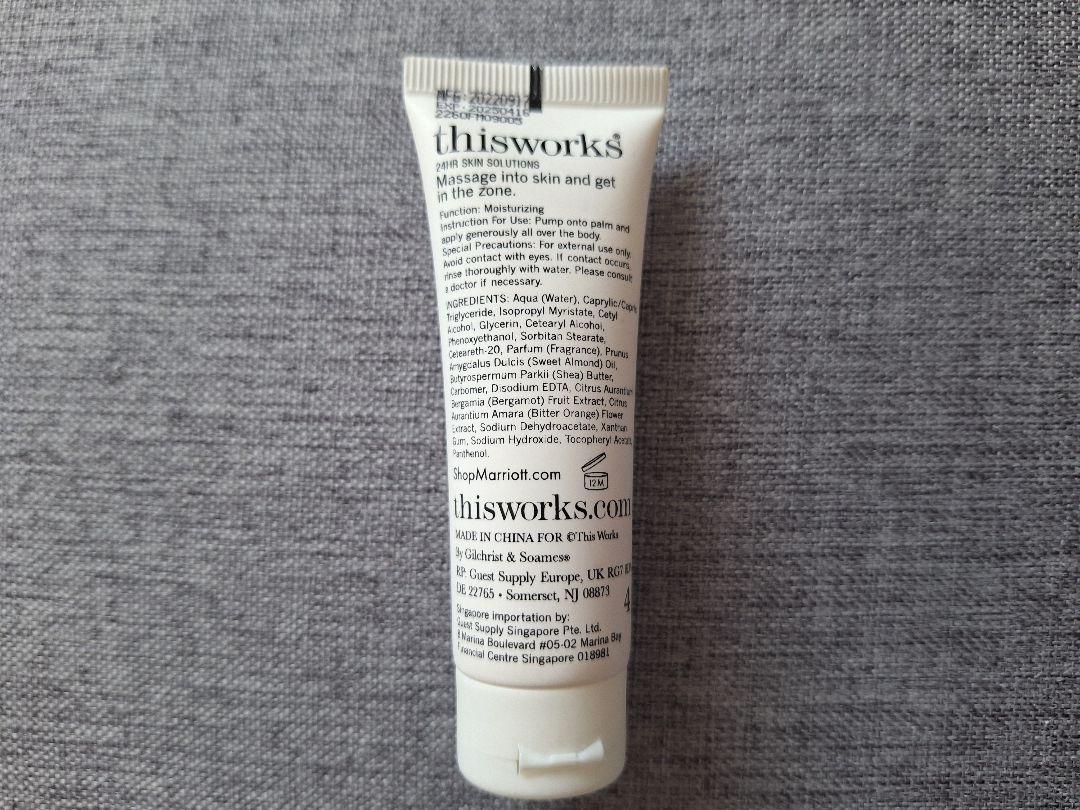 MFG:20220917
EXP:20250416
2260FM09005
thisworks®
24HR SKIN SOLUTIONS
Massage into skin and get
in the zone.
Function: Moisturizing
Instruction For Use: Pump onto palm and
apply generously all over the body.
Special Precautions: For external use only.
Avoid contact with eyes. If contact occurs,
rinse thoroughly with water. Please consult
a doctor if necessary.
INGREDIENTS: Aqua (Water), Caprylic/Capric
Triglyceride, Isopropyl Myristate, Cetyl
Alcohol, Glycerin, Cetearyl Alcohol,
Phenoxyethanol, Sorbitan Stearate,
Ceteareth-20, Parfum (Fragrance), Prunus
Amygdalus Dulcis (Sweet Almond) Oil,
Butyrospermum Parkii (Shea) Butter,
Carbomer, Disodium EDTA, Citrus Aurantium
Bergamia (Bergamot) Fruit Extract, Citrus
Aurantium Amara (Bitter Orange) Flower
Extract, Sodium Dehydroacetate, Xanthan
Gum, Sodium Hydroxide, Tocopheryl Acetate,
Panthenol.
ShopMarriott.com
12M
thisworks.com
MADE IN CHINA FOR ©This Works
By Gilchrist & Soames®
RP: Guest Supply Europe, UK RG7
DE 22765 • Somerset, NJ 08873
4
Singapore importation by:
Guest Supply Singapore Pte. Ltd.
8 Marina Boulevard #05-02 Marina Bay
Financial Centre Singapore 018981